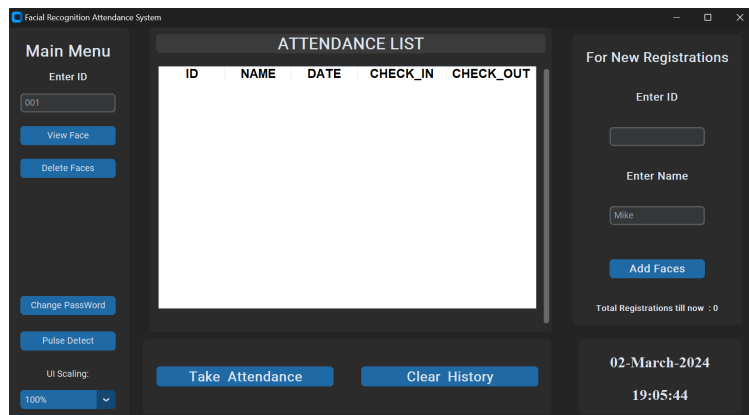 Facial Recognition Attendance System
Main Menu
Enter ID
001
View Face
Delete Faces
Change PassWord
Pulse Detect
UI Scaling:
100%
ATTENDANCE LIST
ID NAME DATE CHECK_IN CHECK_OUT
Take Attendance
Clear History
For New Registrations
Enter ID
Enter Name
Mike
Add Faces
Total Registrations till now : 0
02-March-2024
19:05:44